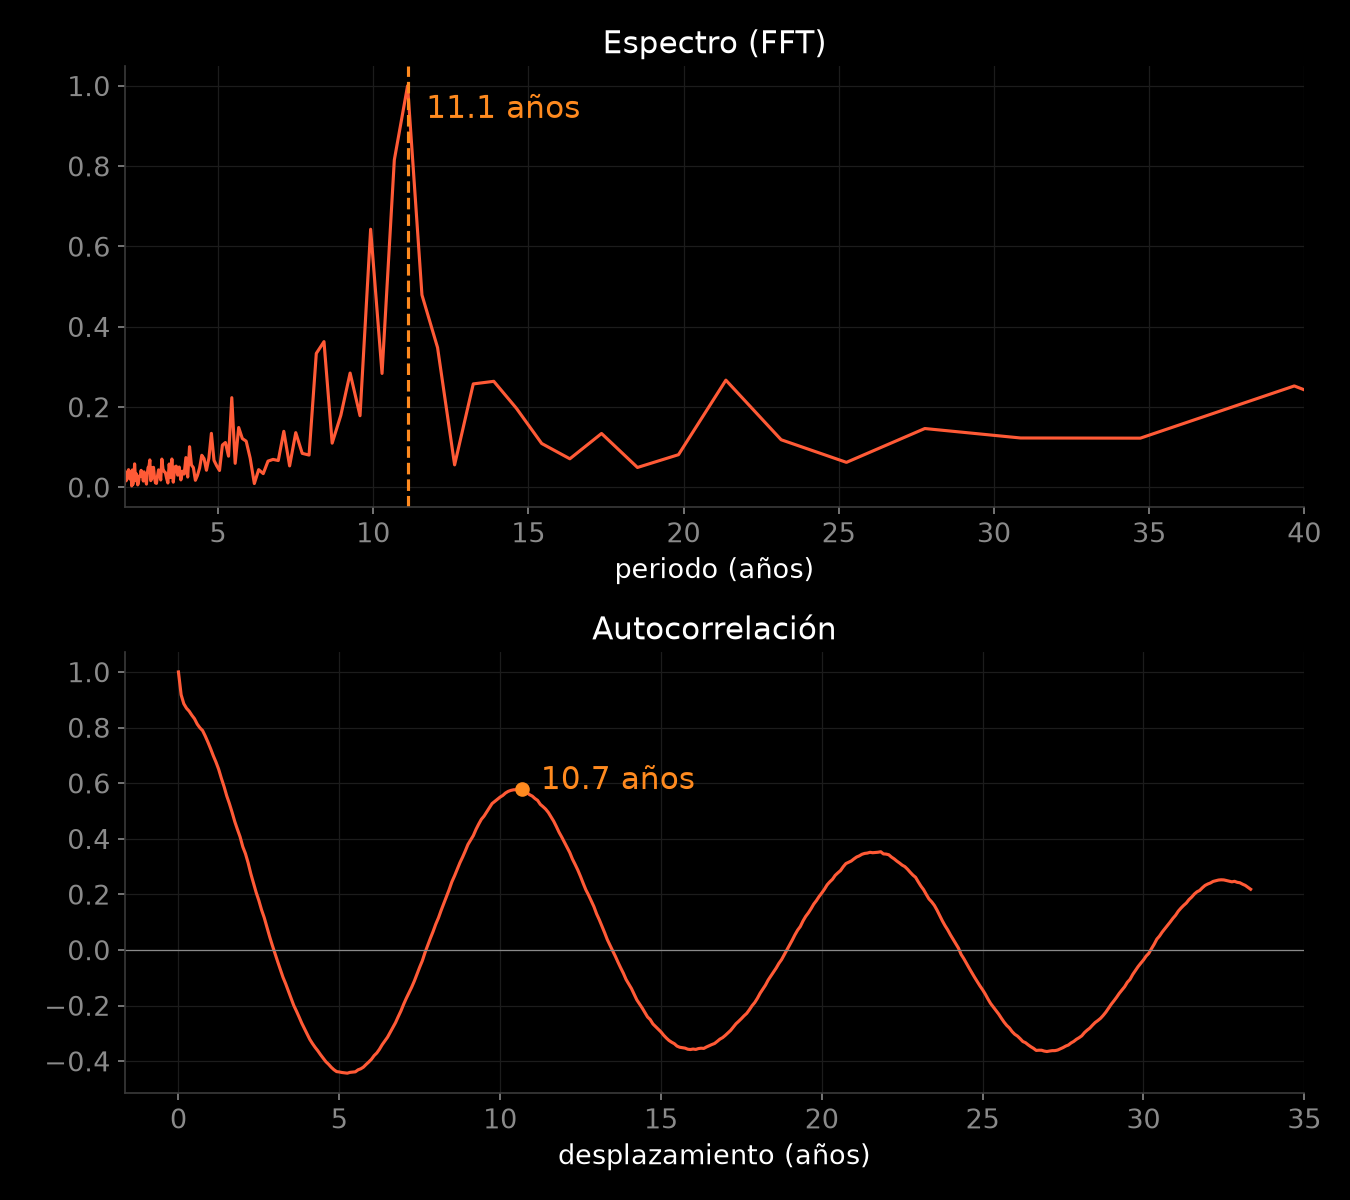 Espectro (FFT)
1.0
11.1 años
0.8
0.6
0.4
0.2
0.0
5 10 15 20 25 30 35 40
periodo (años)
Autocorrelación
1.0
0.8
10.7 años
0.6
0.4
0.2
0.0
−0.2
−0.4
0 5 10 15 20 25 30 35
desplazamiento (años)